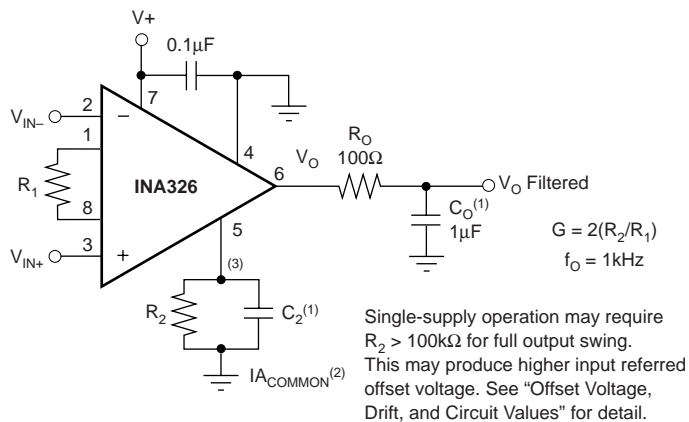 V+
0.1µF
7
V_IN– 2 –
1
R_1
INA326
8
V_IN+ 3 +
4
6
V_O
R_O
100Ω
V_O Filtered
C_O^(1)
1µF
G = 2(R_2/R_1)
f_O = 1kHz
5
(3)
R_2
C_2^(1)
IA_COMMON^(2)
Single-supply operation may require
R_2 > 100kΩ for full output swing.
This may produce higher input referred
offset voltage. See “Offset Voltage,
Drift, and Circuit Values” for detail.